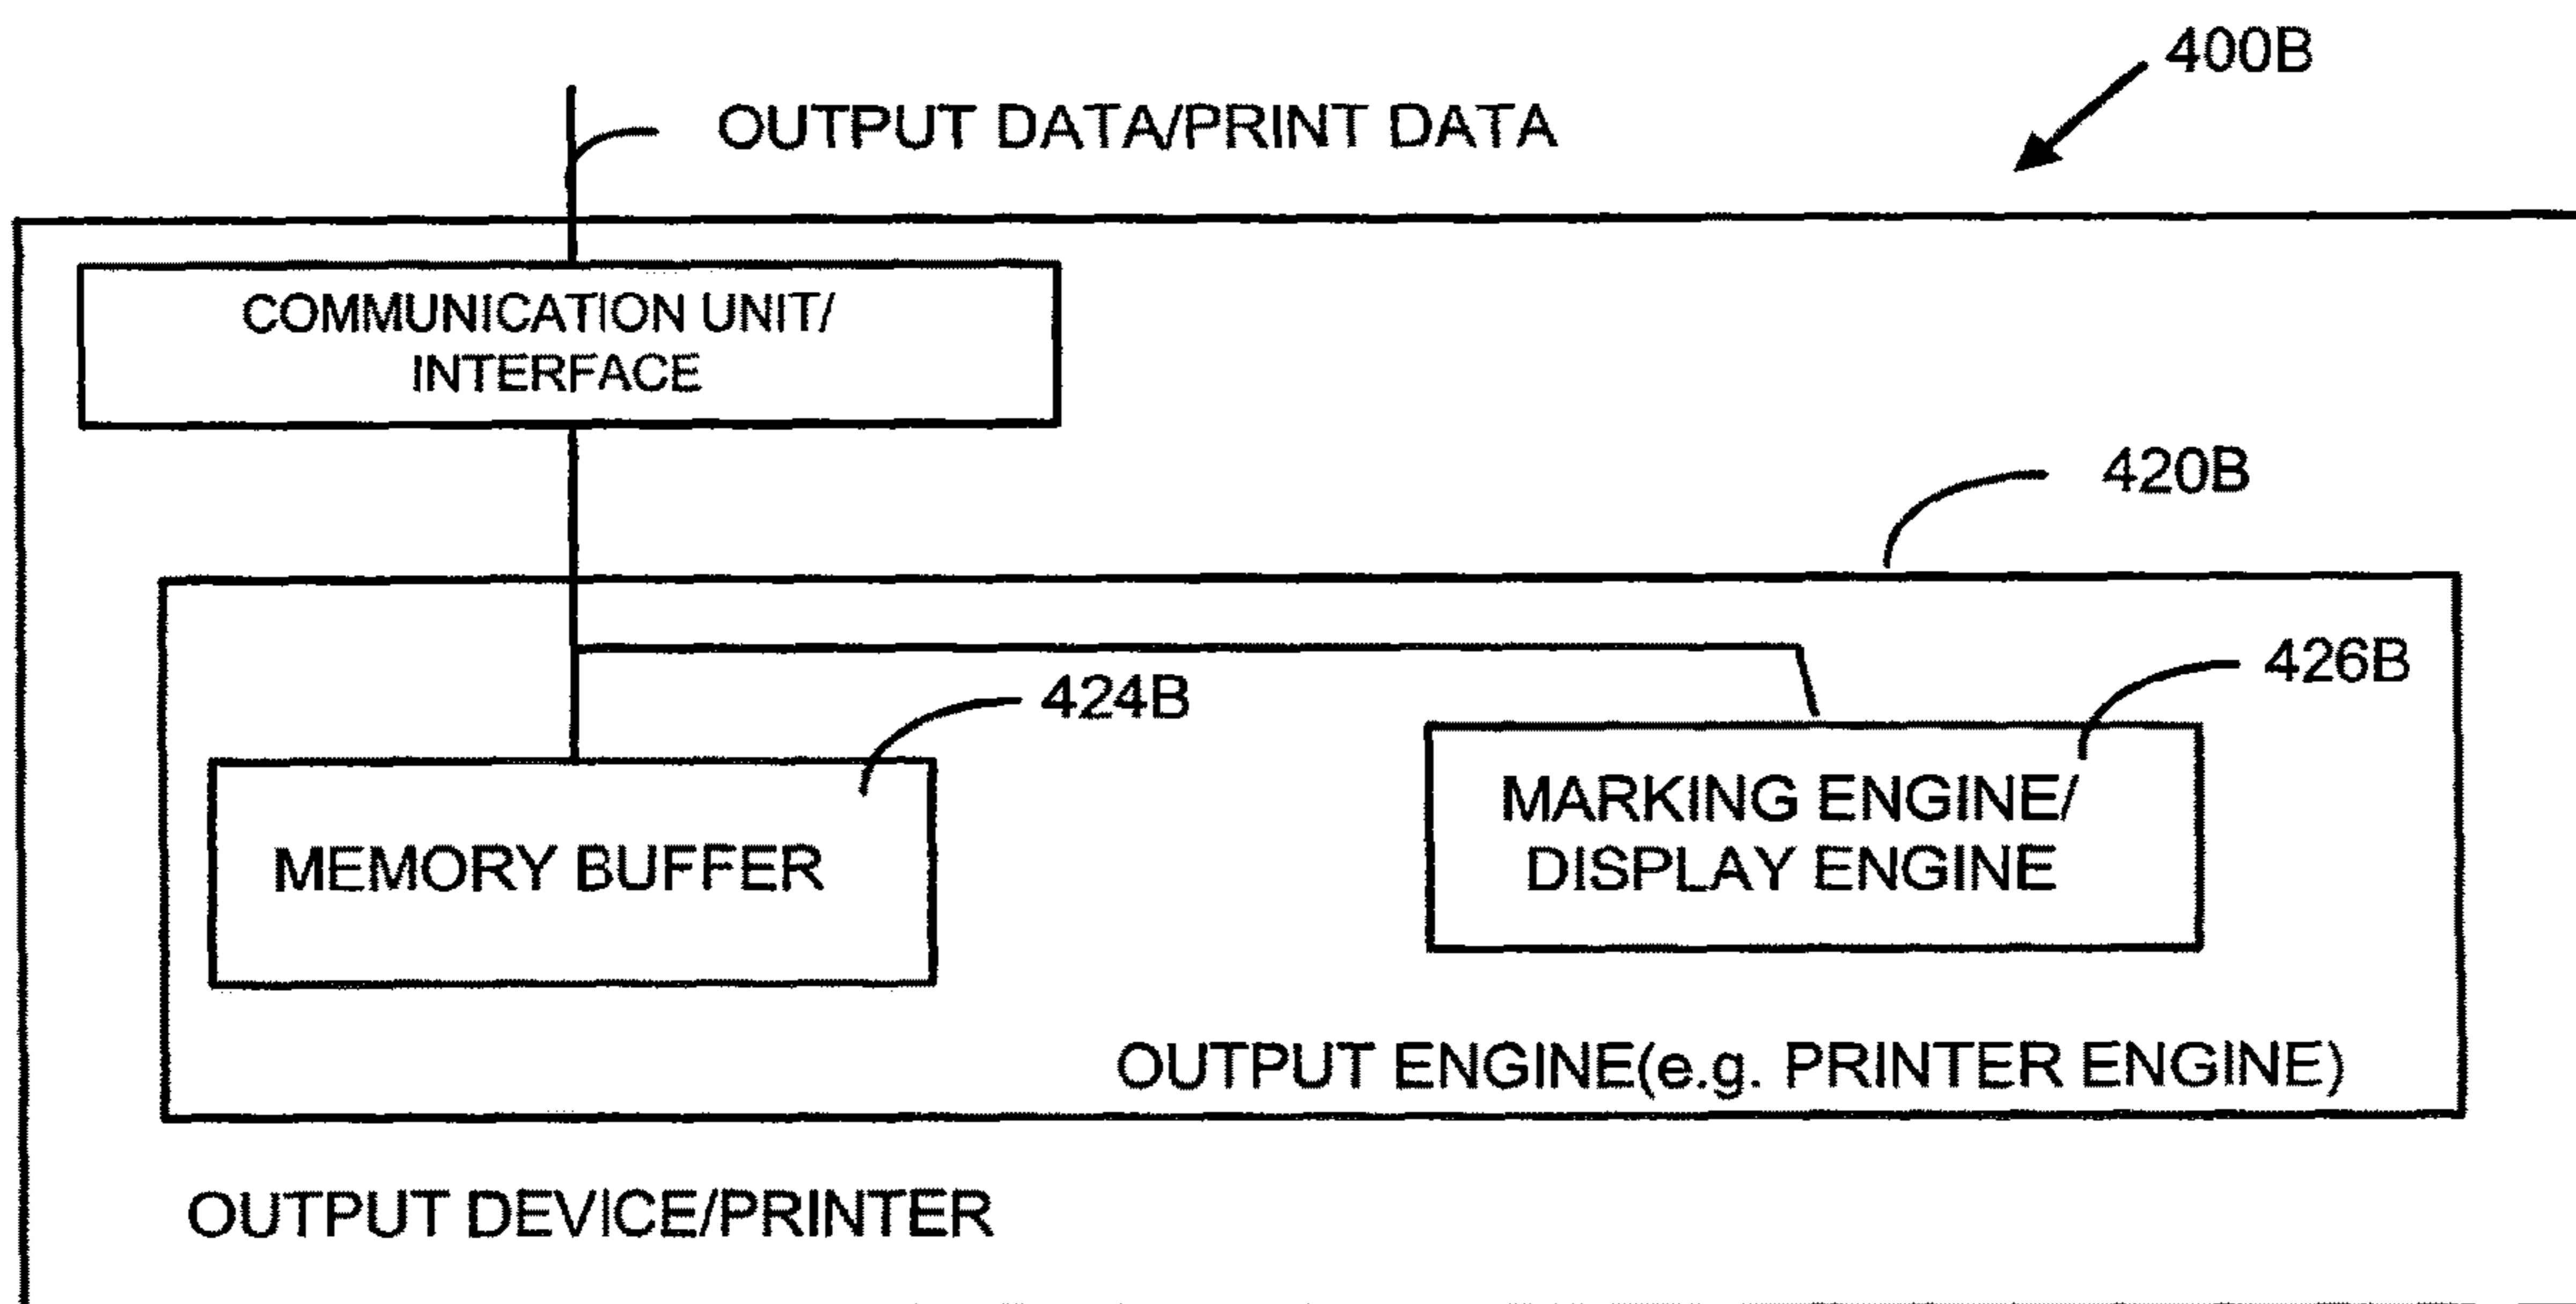 400B
OUTPUT DATA/PRINT DATA
COMMUNICATION UNIT/
INTERFACE
420B
426B
424B
MARKING ENGINE/
DISPLAY ENGINE
MEMORY BUFFER
OUTPUT ENGINE(e.g. PRINTER ENGINE)
OUTPUT DEVICE/PRINTER